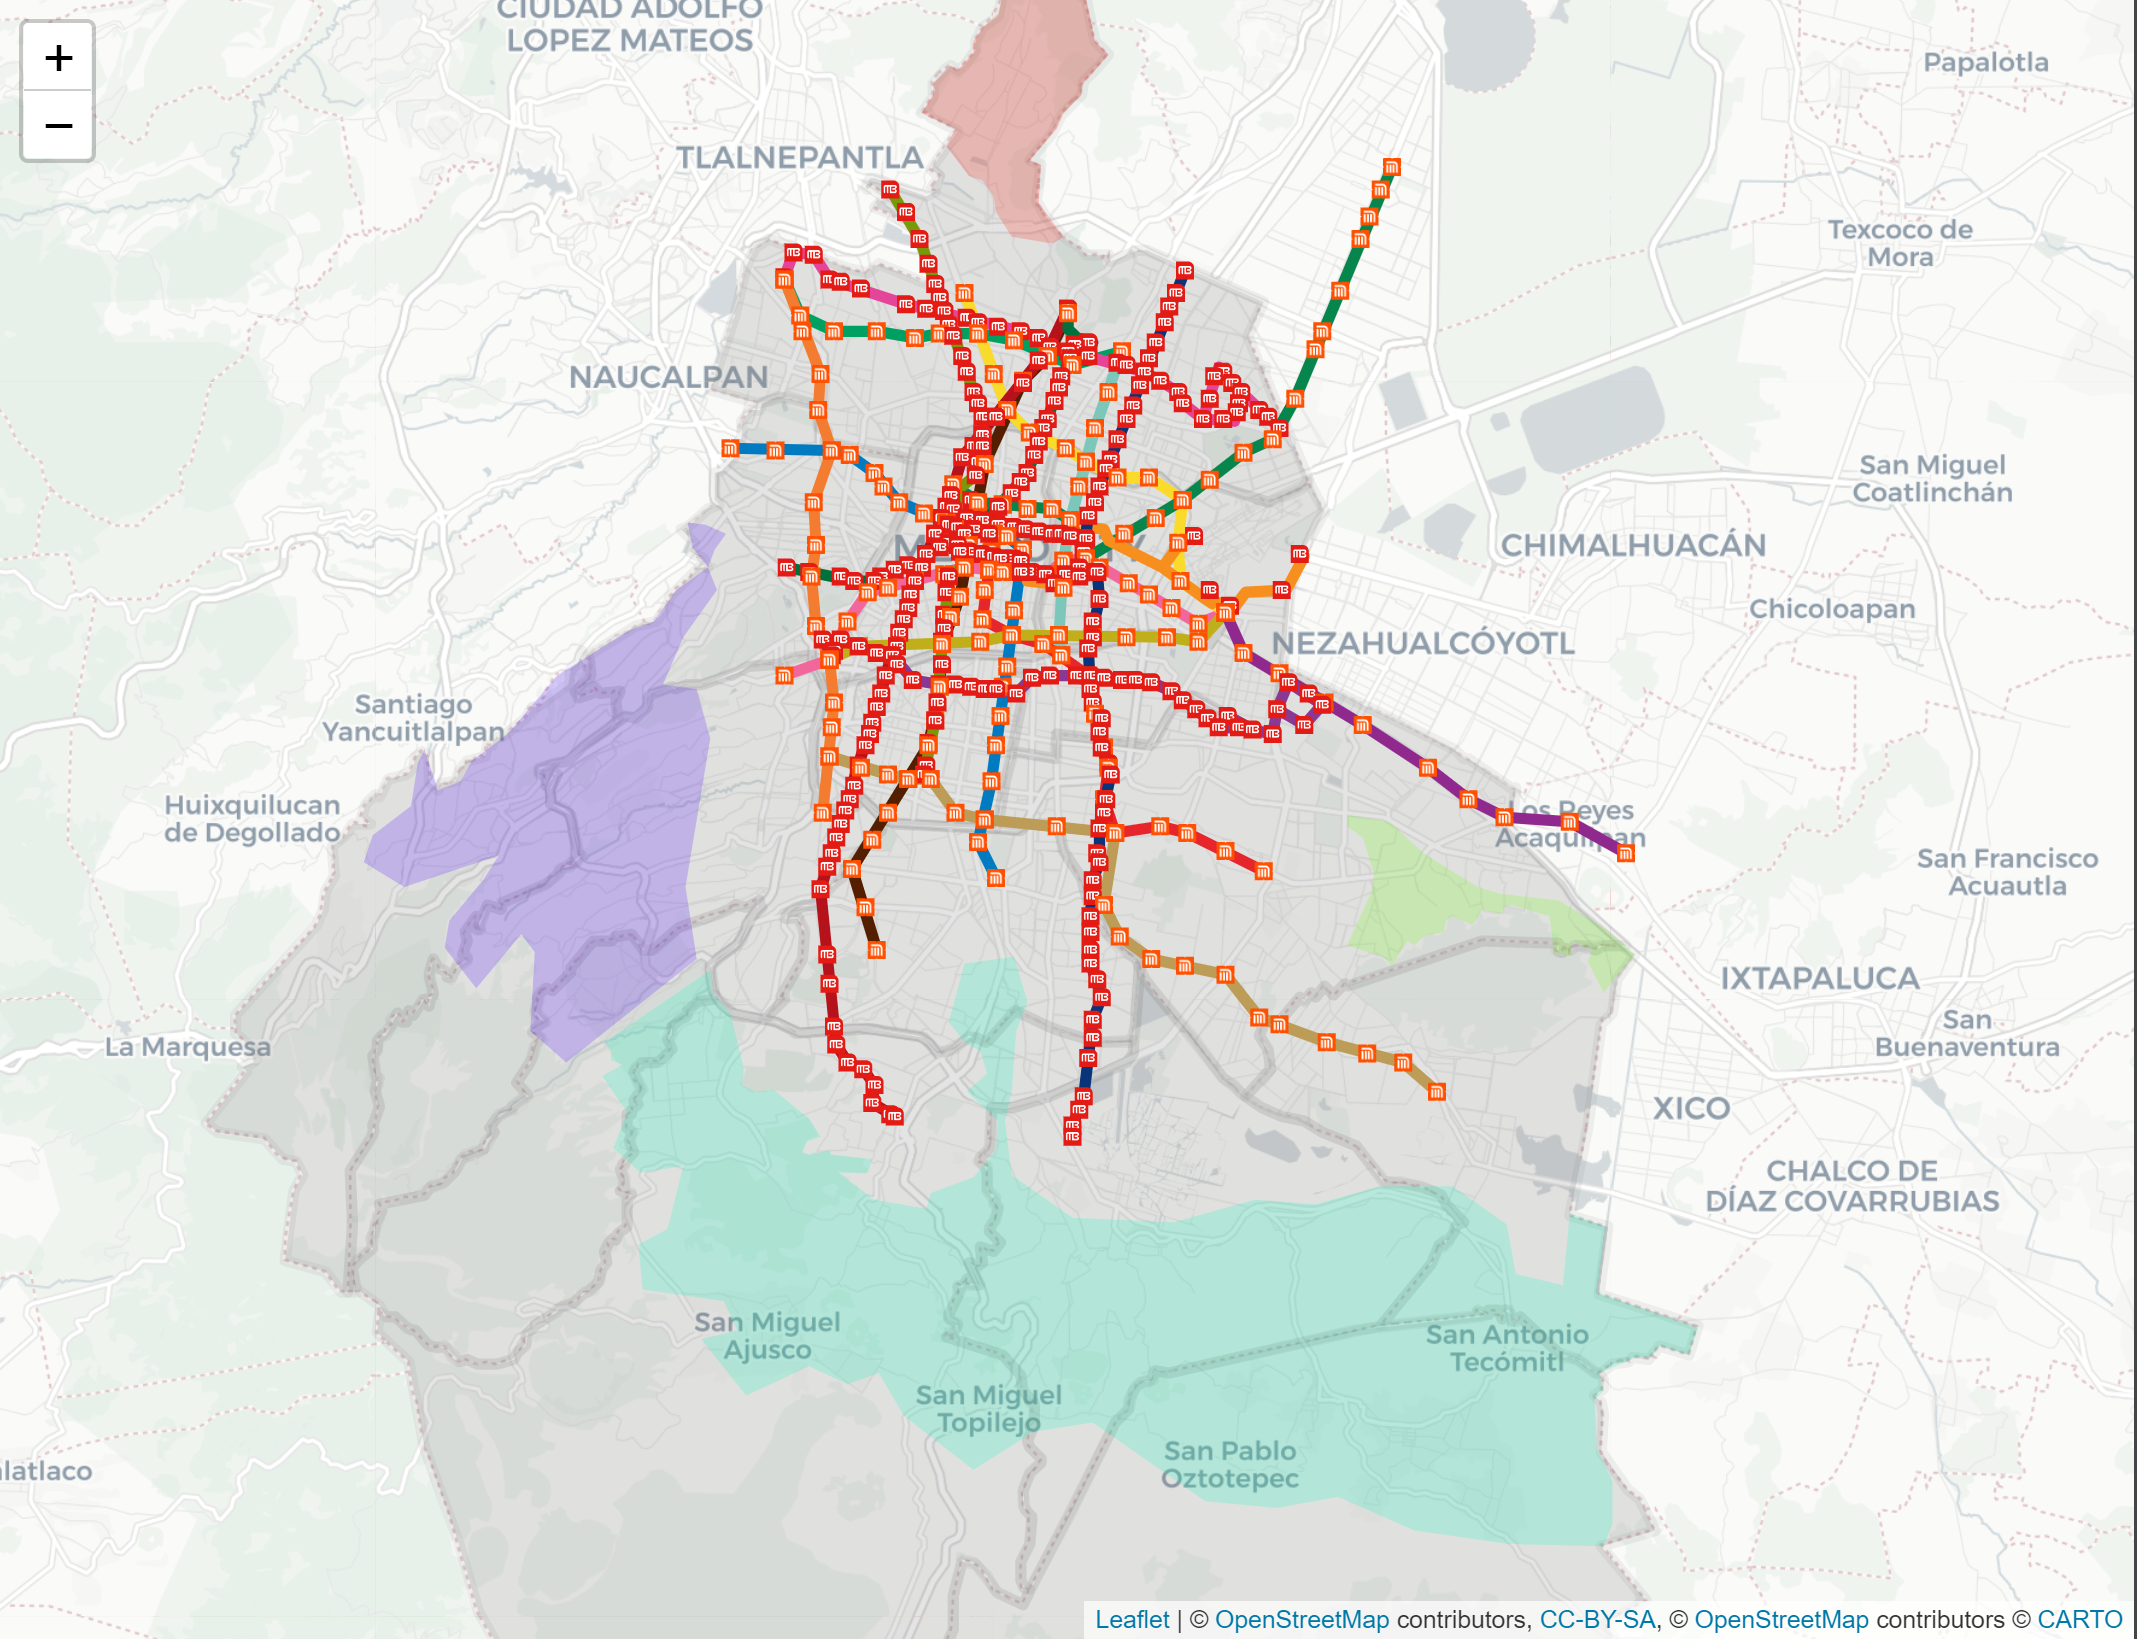 CIUDAD ADOLFO
LÓPEZ MATEOS
+
−
Papalotla
TLALNEPANTLA
Texcoco de
Mora
NAUCALPAN
San Miguel
Coatlinchán
CHIMALHUACÁN
Chicoloapan
NEZAHUALCÓYOTL
Santiago
Yancuitlalpan
Huixquilucan
de Degollado
Los Reyes
San Francisco
Acuautla
IXTAPALUCA
San
Buenaventura
La Marquesa
XICO
CHALCO DE
DÍAZ COVARRUBIAS
San Miguel
Ajusco
San Antonio
Tecómitl
San Miguel
Topilejo
San Pablo
Oztotepec
latlaco
Leaflet | © OpenStreetMap contributors, CC-BY-SA, © OpenStreetMap contributors © CARTO